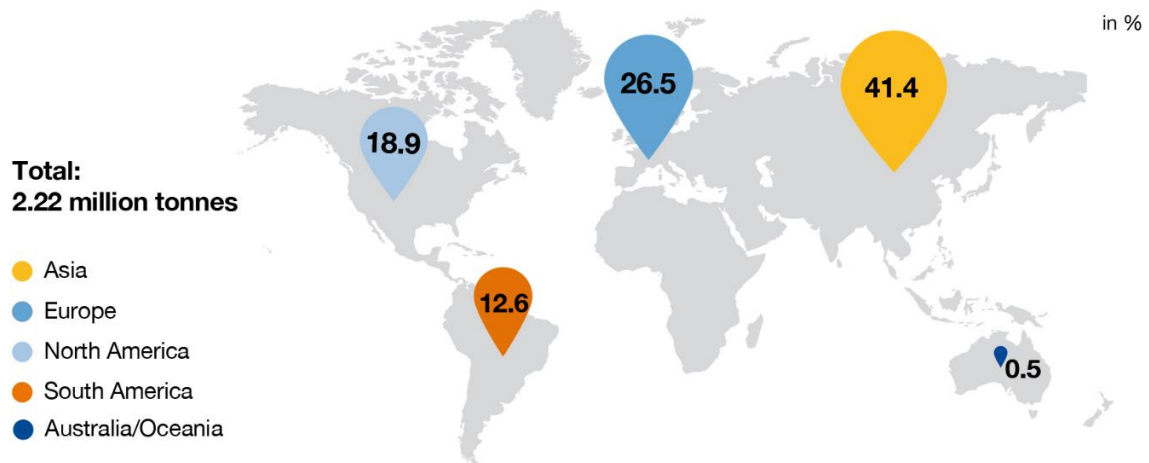 in %
26.5
41.4
18.9
Total:
2.22 million tonnes
Asia
Europe
12.6
North America
0.5
South America
Australia/Oceania